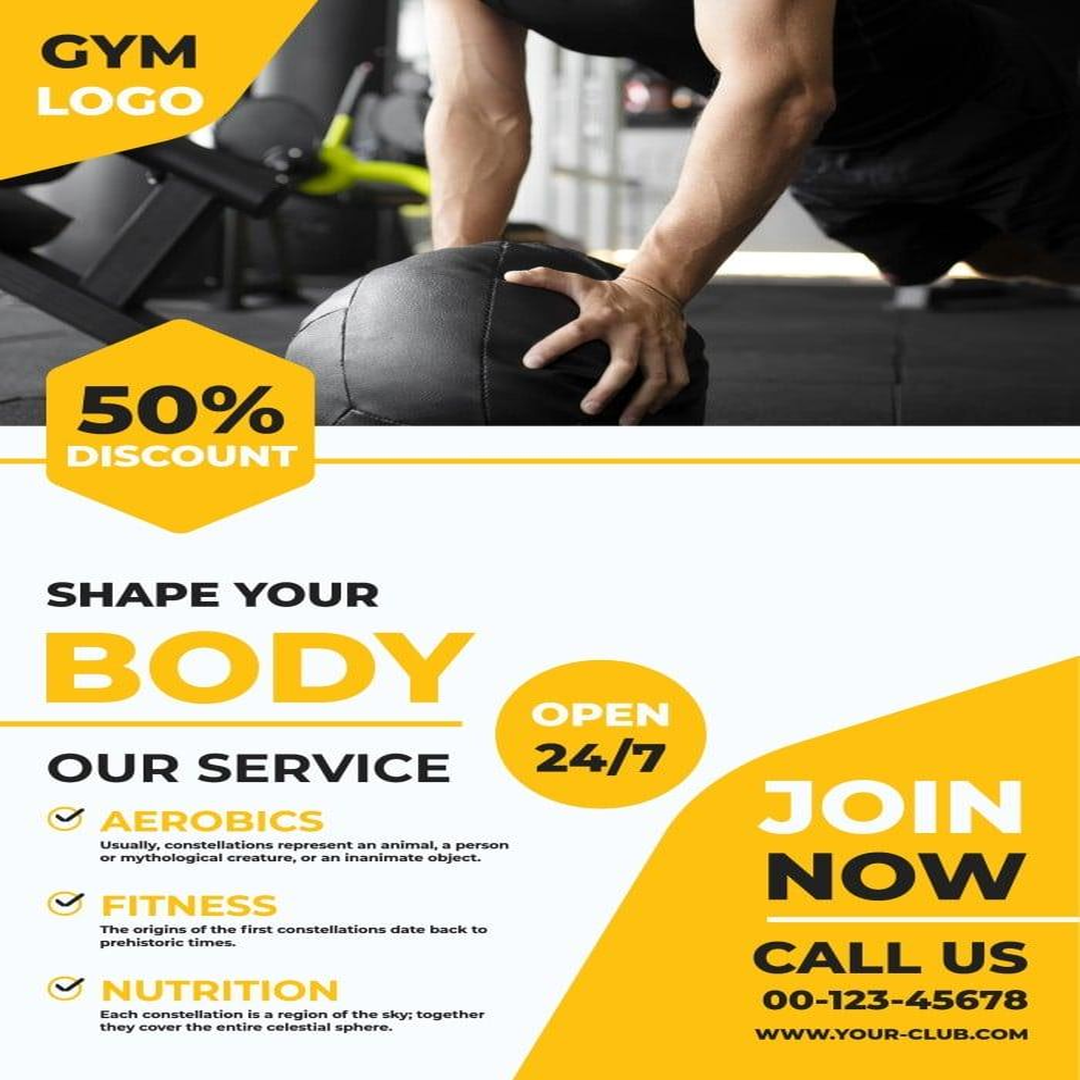 GYM
LOGO
50%
DISCOUNT
SHAPE YOUR
BODY
OPEN
24/7
OUR SERVICE
AEROBICS
Usually, constellations represent an animal, a person
or mythological creature, or an inanimate object.
FITNESS
The origins of the first constellations date back to
prehistoric times.
NUTRITION
Each constellation is a region of the sky; together
they cover the entire celestial sphere.
JOIN
NOW
CALL US
00-123-45678
WWW.YOUR-CLUB.COM